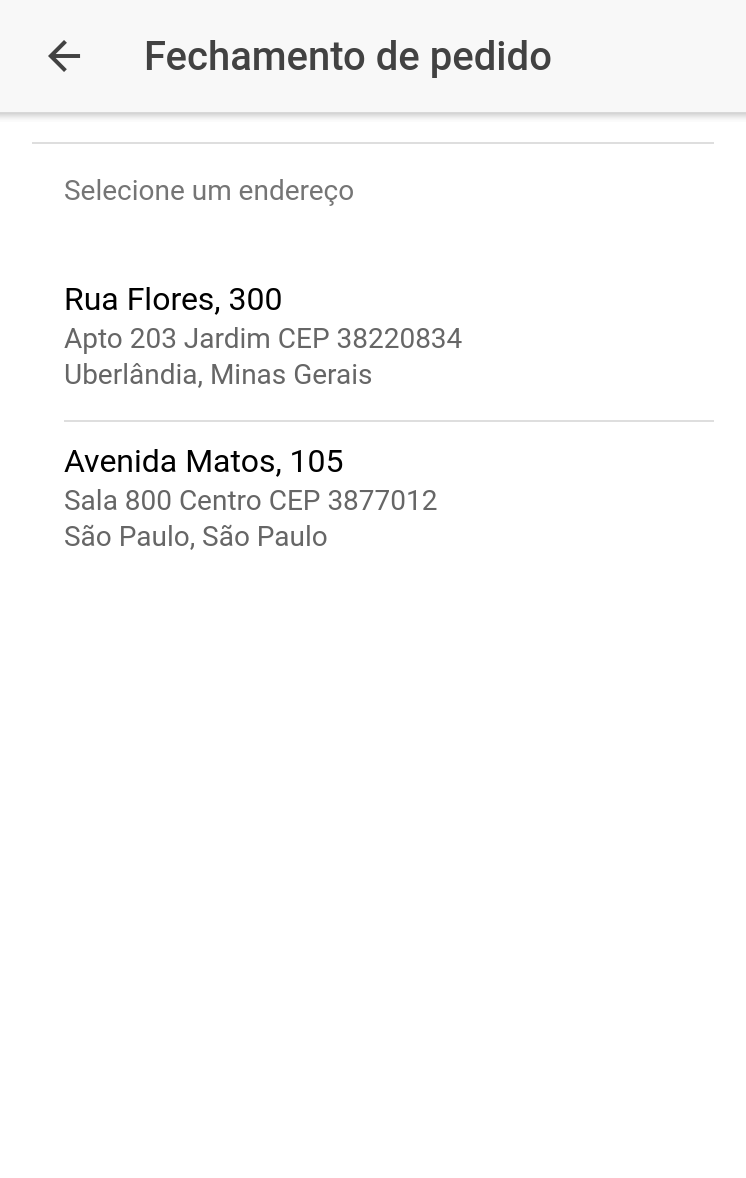 Fechamento de pedido
Selecione um endereço
Rua Flores, 300
Apto 203 Jardim CEP 38220834
Uberlândia, Minas Gerais
Avenida Matos, 105
Sala 800 Centro CEP 3877012
São Paulo, São Paulo